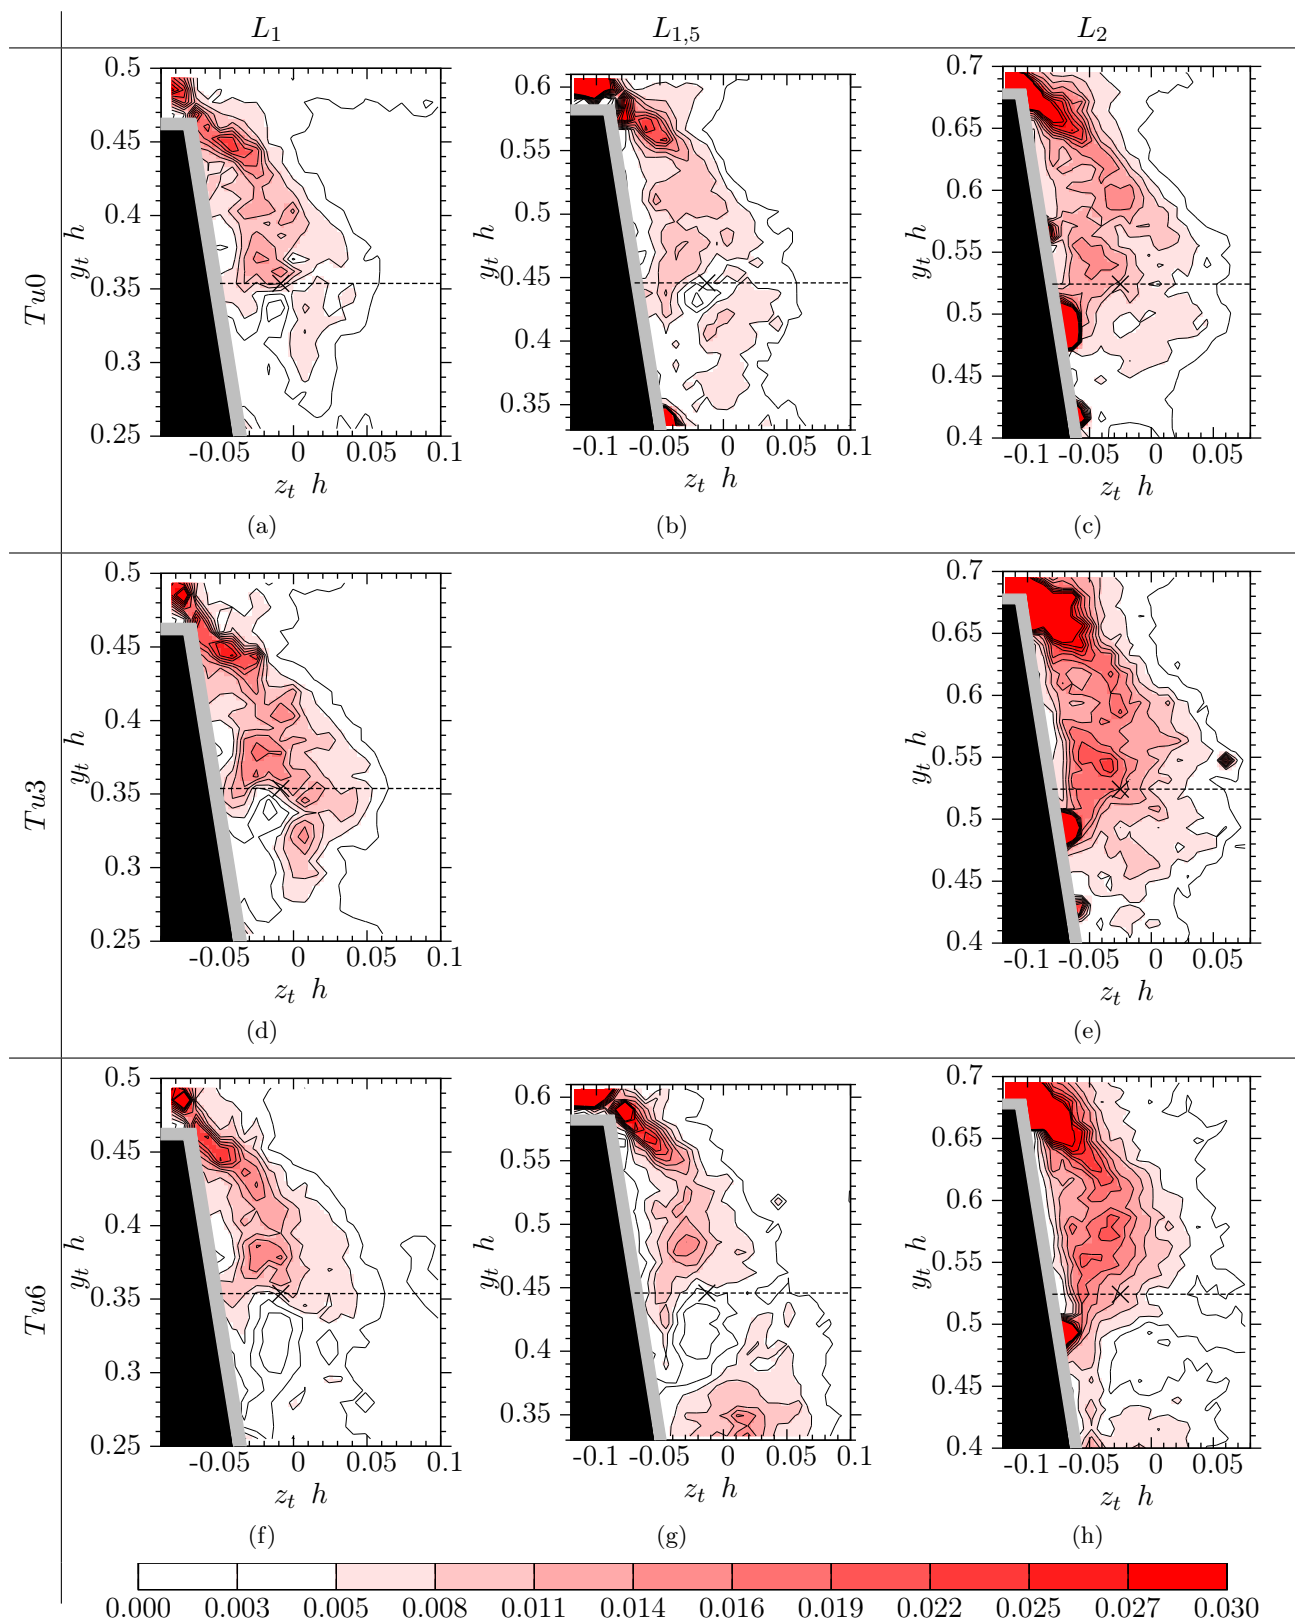 L1 L1,5 L2
Tu0
0.5 0.45 0.4 0.35 0.3 0.25
yt h
-0.05 0 0.05 0.1
zt h
(a)
0.6 0.55 0.5 0.45 0.4 0.35
yt h
-0.1 -0.05 0 0.05 0.1
zt h
(b)
0.7 0.65 0.6 0.55 0.5 0.45 0.4
yt h
-0.1 -0.05 0 0.05
zt h
(c)
Tu3
0.5 0.45 0.4 0.35 0.3 0.25
yt h
-0.05 0 0.05 0.1
zt h
(d)
0.7 0.65 0.6 0.55 0.5 0.45 0.4
yt h
-0.1 -0.05 0 0.05
zt h
(e)
Tu6
0.5 0.45 0.4 0.35 0.3 0.25
yt h
-0.05 0 0.05 0.1
zt h
(f)
0.6 0.55 0.5 0.45 0.4 0.35
yt h
-0.1 -0.05 0 0.05 0.1
zt h
(g)
0.7 0.65 0.6 0.55 0.5 0.45 0.4
yt h
-0.1 -0.05 0 0.05
zt h
(h)
0.000 0.003 0.005 0.008 0.011 0.014 0.016 0.019 0.022 0.025 0.027 0.030